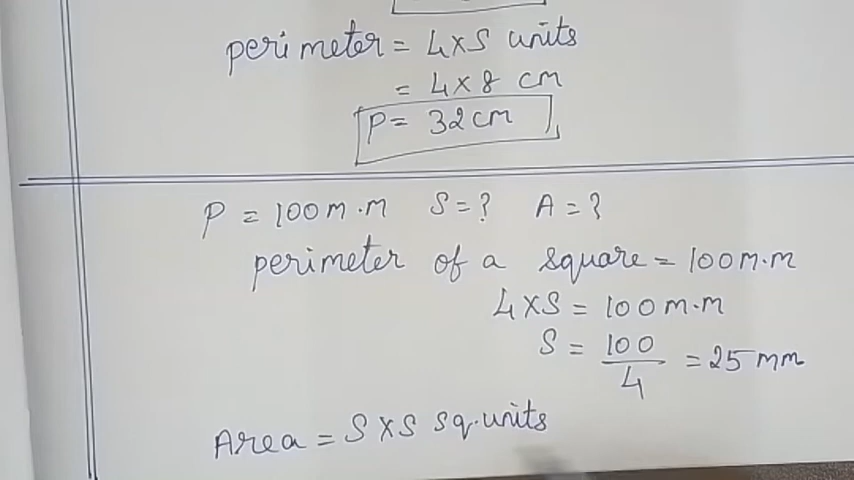 perimeter = 4×S units
= 4×8 cm
P = 32 cm
P = 100 m.m S = ? A = ?
perimeter of a square = 100 m.m
4×S = 100 m.m
S = 100/4 = 25 mm
Area = S×S sq.units